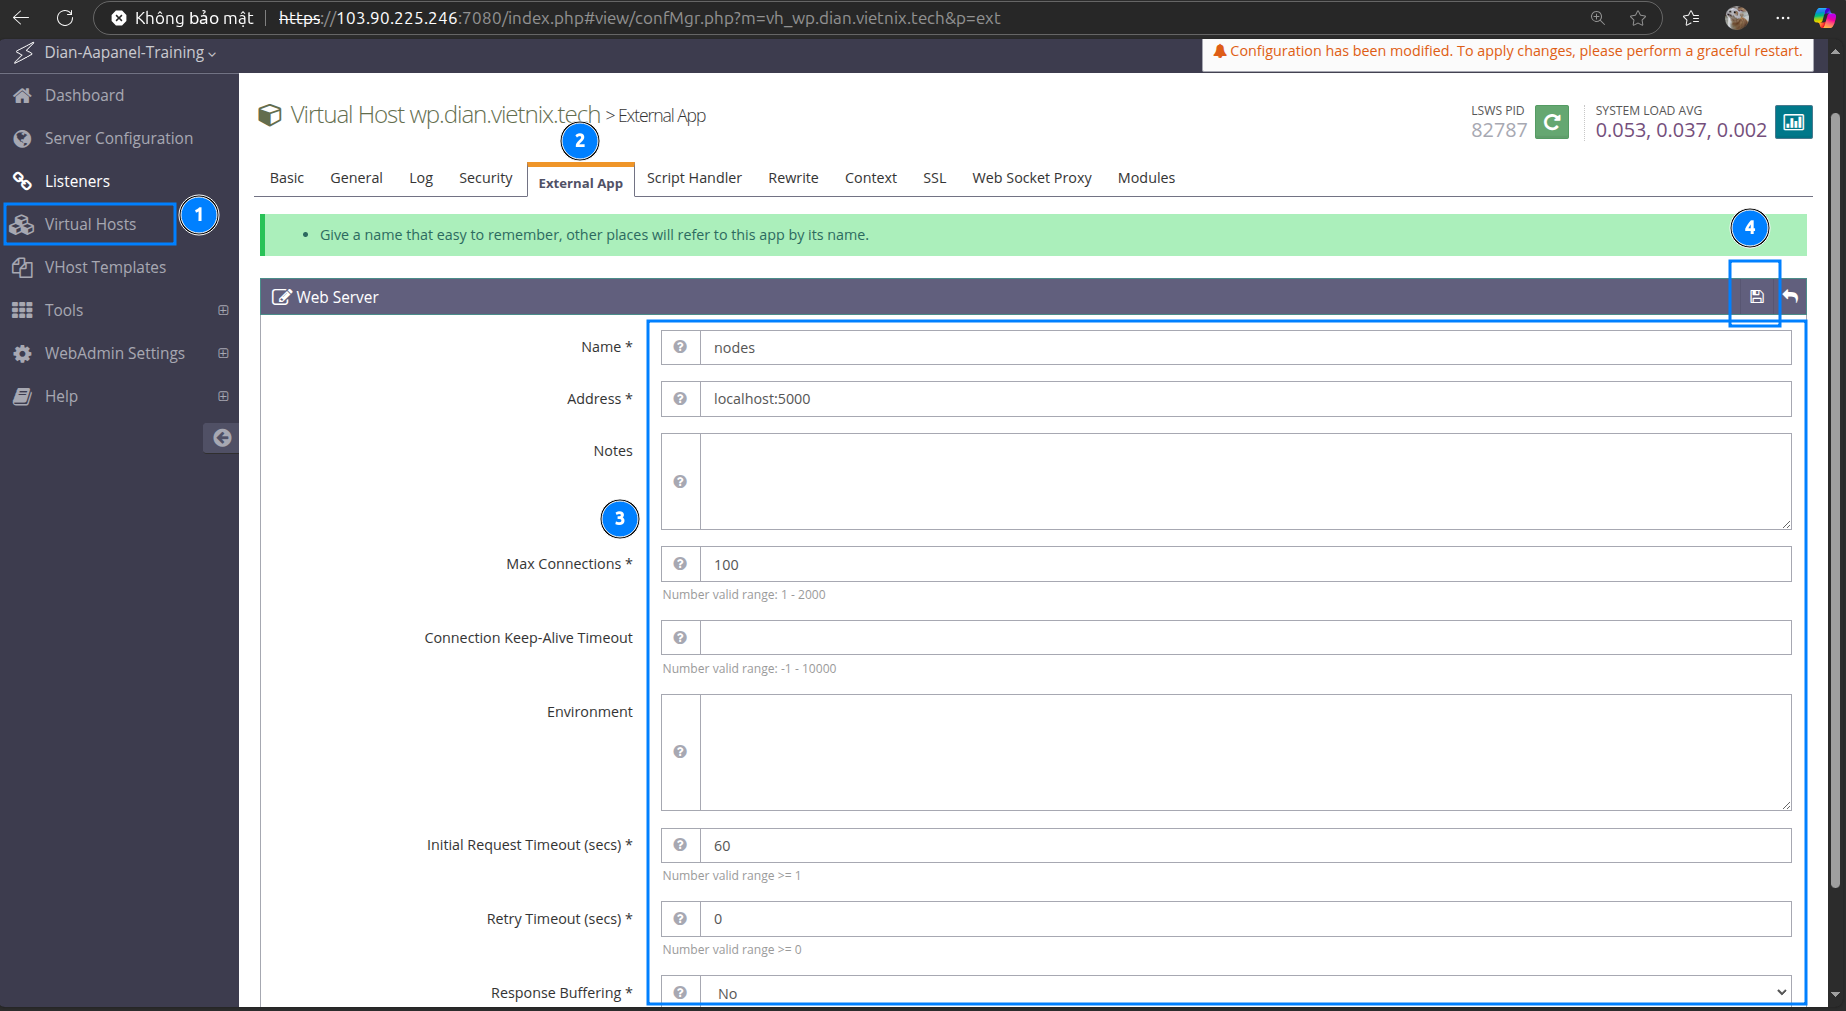 Không bảo mật
https://103.90.225.246:7080/index.php#view/confMgr.php?m=vh_wp.dian.vietnix.tech&p=ext
Dian-Aapanel-Training
Configuration has been modified. To apply changes, please perform a graceful restart.
Dashboard
Server Configuration
Listeners
Virtual Hosts
1
VHost Templates
Tools
WebAdmin Settings
Help
Virtual Host wp.dian.vietnix.tech > External App
LSWS PID
82787
SYSTEM LOAD AVG
0.053, 0.037, 0.002
2
Basic
General
Log
Security
External App
Script Handler
Rewrite
Context
SSL
Web Socket Proxy
Modules
• Give a name that easy to remember, other places will refer to this app by its name.
4
Web Server
Name *
nodes
Address *
localhost:5000
Notes
3
Max Connections *
100
Number valid range: 1 - 2000
Connection Keep-Alive Timeout
Number valid range: -1 - 10000
Environment
Initial Request Timeout (secs) *
60
Number valid range >= 1
Retry Timeout (secs) *
0
Number valid range >= 0
Response Buffering *
No